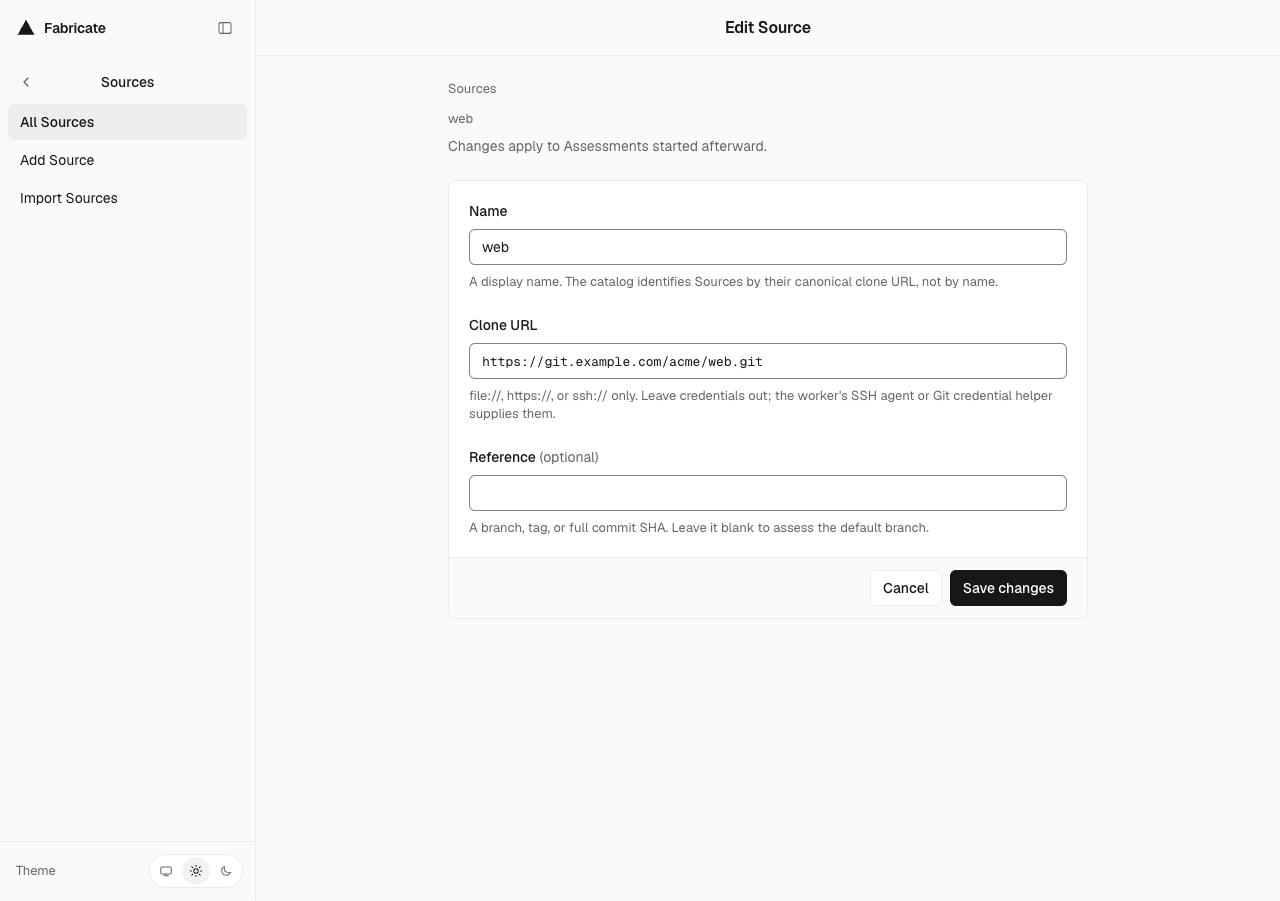 Fabricate
Edit Source
Sources
All Sources
Add Source
Import Sources
Sources
web
Changes apply to Assessments started afterward.
Name
web
A display name. The catalog identifies Sources by their canonical clone URL, not by name.
Clone URL
https://git.example.com/acme/web.git
file://, https://, or ssh:// only. Leave credentials out; the worker's SSH agent or Git credential helper
supplies them.
Reference (optional)
A branch, tag, or full commit SHA. Leave it blank to assess the default branch.
Cancel
Save changes
Theme